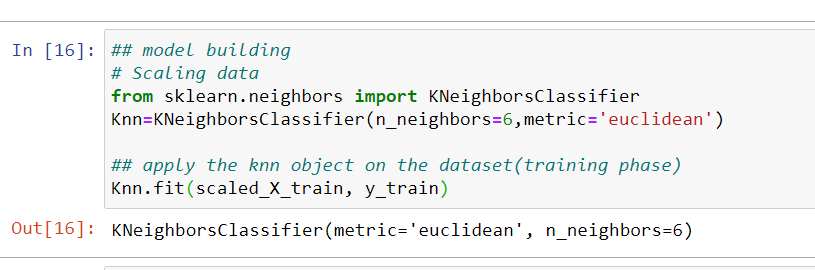 In [16]: ## model building
# Scaling data
from sklearn.neighbors import KNeighborsClassifier
Knn=KNeighborsClassifier(n_neighbors=6,metric='euclidean')
## apply the knn object on the dataset(training phase)
Knn.fit(scaled_X_train, y_train)
Out[16]: KNeighborsClassifier(metric='euclidean', n_neighbors=6)